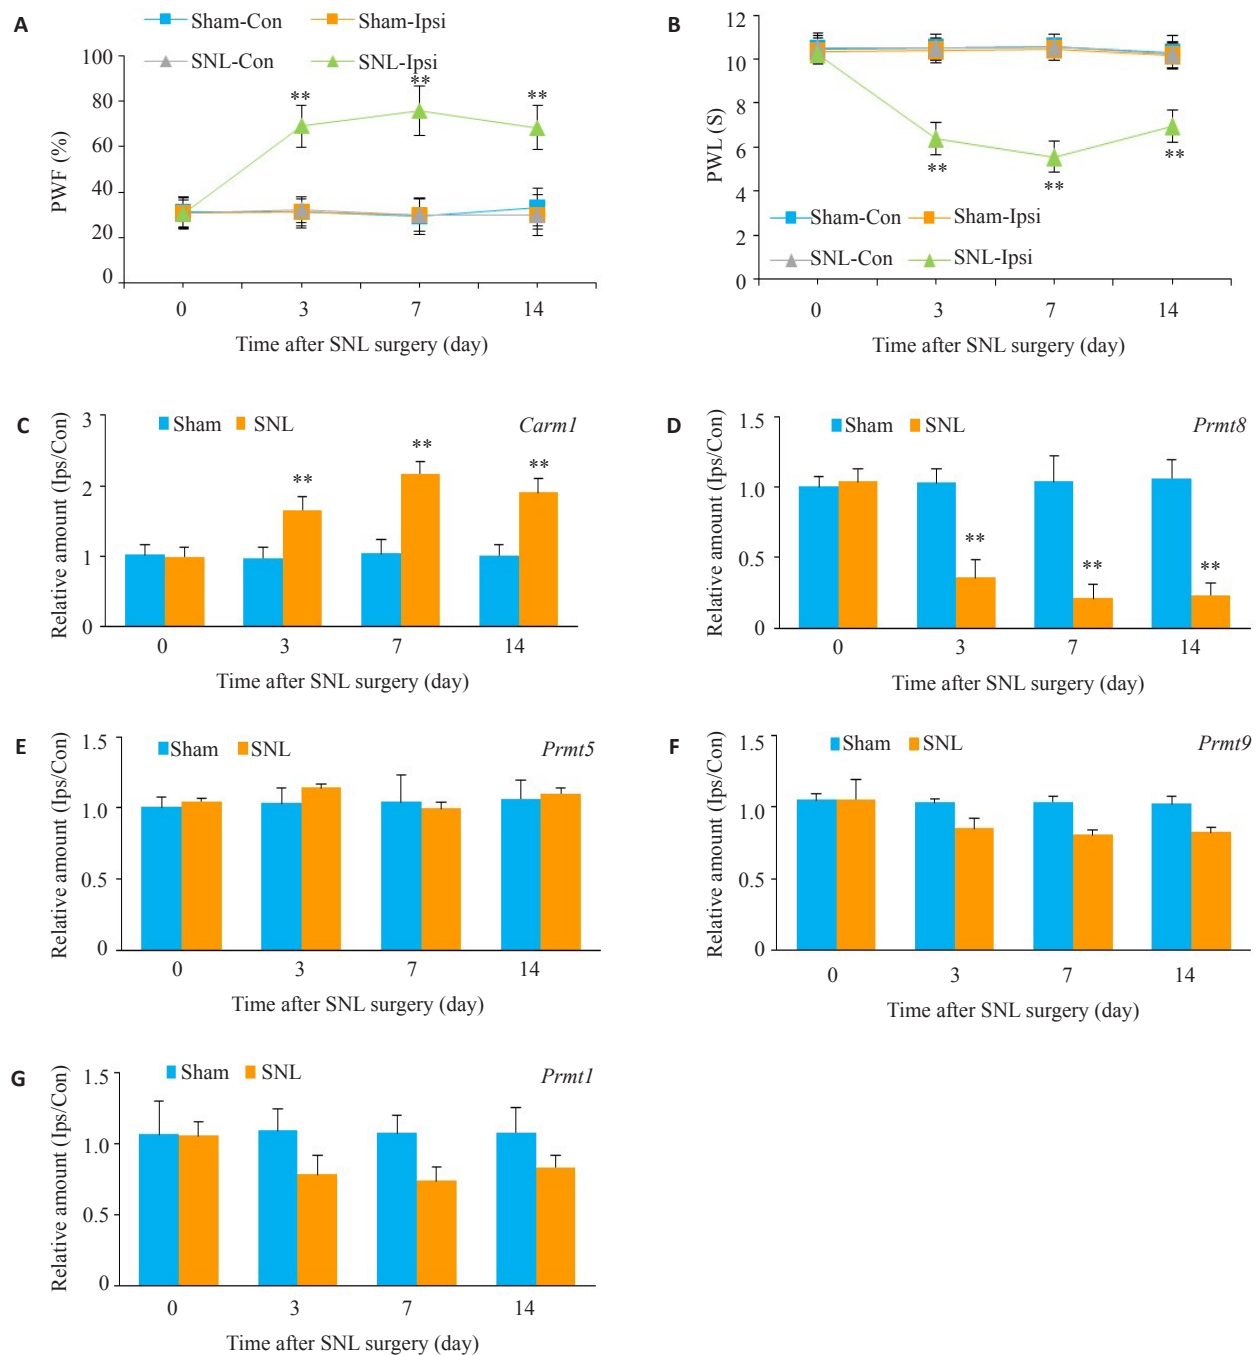 A
Sham-Con Sham-Ipsi
SNL-Con SNL-Ipsi
PWF (%)
100
80
60
40
20
0
** ** **
0 3 7 14
Time after SNL surgery (day)
B
PWL (S)
12
10
8
6
4
2
0
** ** **
Sham-Con Sham-Ipsi
SNL-Con SNL-Ipsi
0 3 7 14
Time after SNL surgery (day)
C
Sham SNL Carm1
Relative amount (Ips/Con)
3
2
1
0
** ** **
0 3 7 14
Time after SNL surgery (day)
D
Sham SNL Prmt8
Relative amount (Ips/Con)
1.5
1.0
0.5
0
** ** **
0 3 7 14
Time after SNL surgery (day)
E
Sham SNL Prmt5
Relative amount (Ips/Con)
1.5
1.0
0.5
0
0 3 7 14
Time after SNL surgery (day)
F
Sham SNL Prmt9
Relative amount (Ips/Con)
1.5
1.0
0.5
0
0 3 7 14
Time after SNL surgery (day)
G
Sham SNL Prmt1
Relative amount (Ips/Con)
1.5
1.0
0.5
0
0 3 7 14
Time after SNL surgery (day)